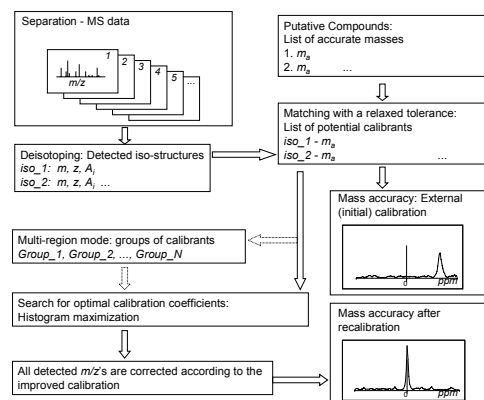 Separation - MS data
1
2
3
4
5
...
m/z
Deisotoping: Detected iso-structures
iso_1: m, z, Ai
iso_2: m, z, Ai ...
Putative Compounds:
List of accurate masses
1. ma
2. ma ...
Matching with a relaxed tolerance:
List of potential calibrants
iso_1 - ma
iso_2 - ma ...
Mass accuracy: External
(initial) calibration
0
ppm
Multi-region mode: groups of calibrants
Group_1, Group_2, ..., Group_N
Search for optimal calibration coefficients:
Histogram maximization
Mass accuracy after
recalibration
0
ppm
All detected m/z's are corrected according to the
improved calibration